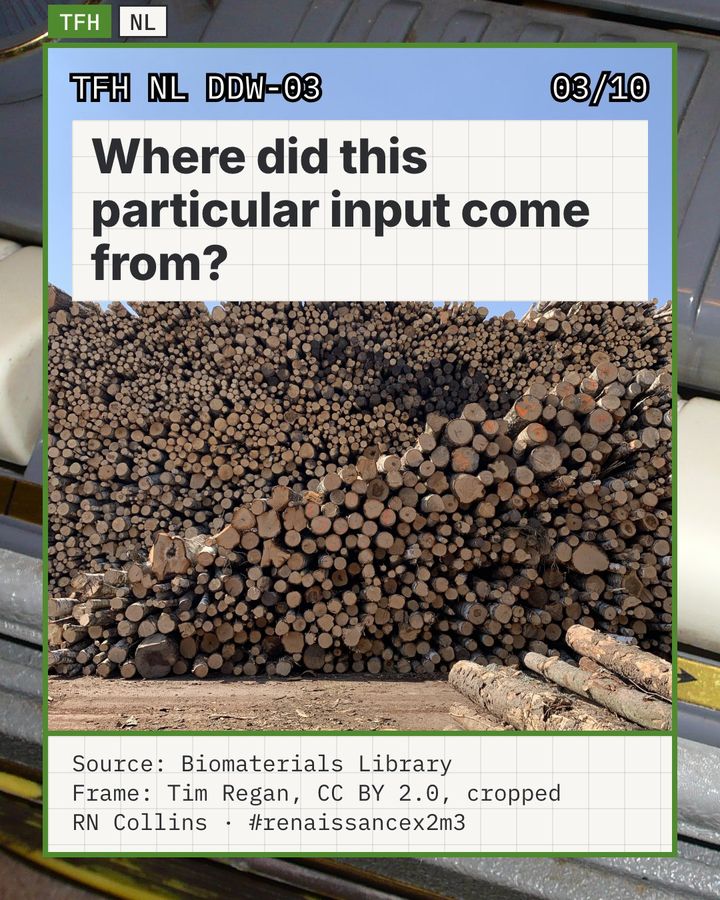 TFH NL
TFH NL DDW-03 03/10
Where did this
particular input come
from?
Source: Biomaterials Library
Frame: Tim Regan, CC BY 2.0, cropped
RN Collins · #renaissancex2m3